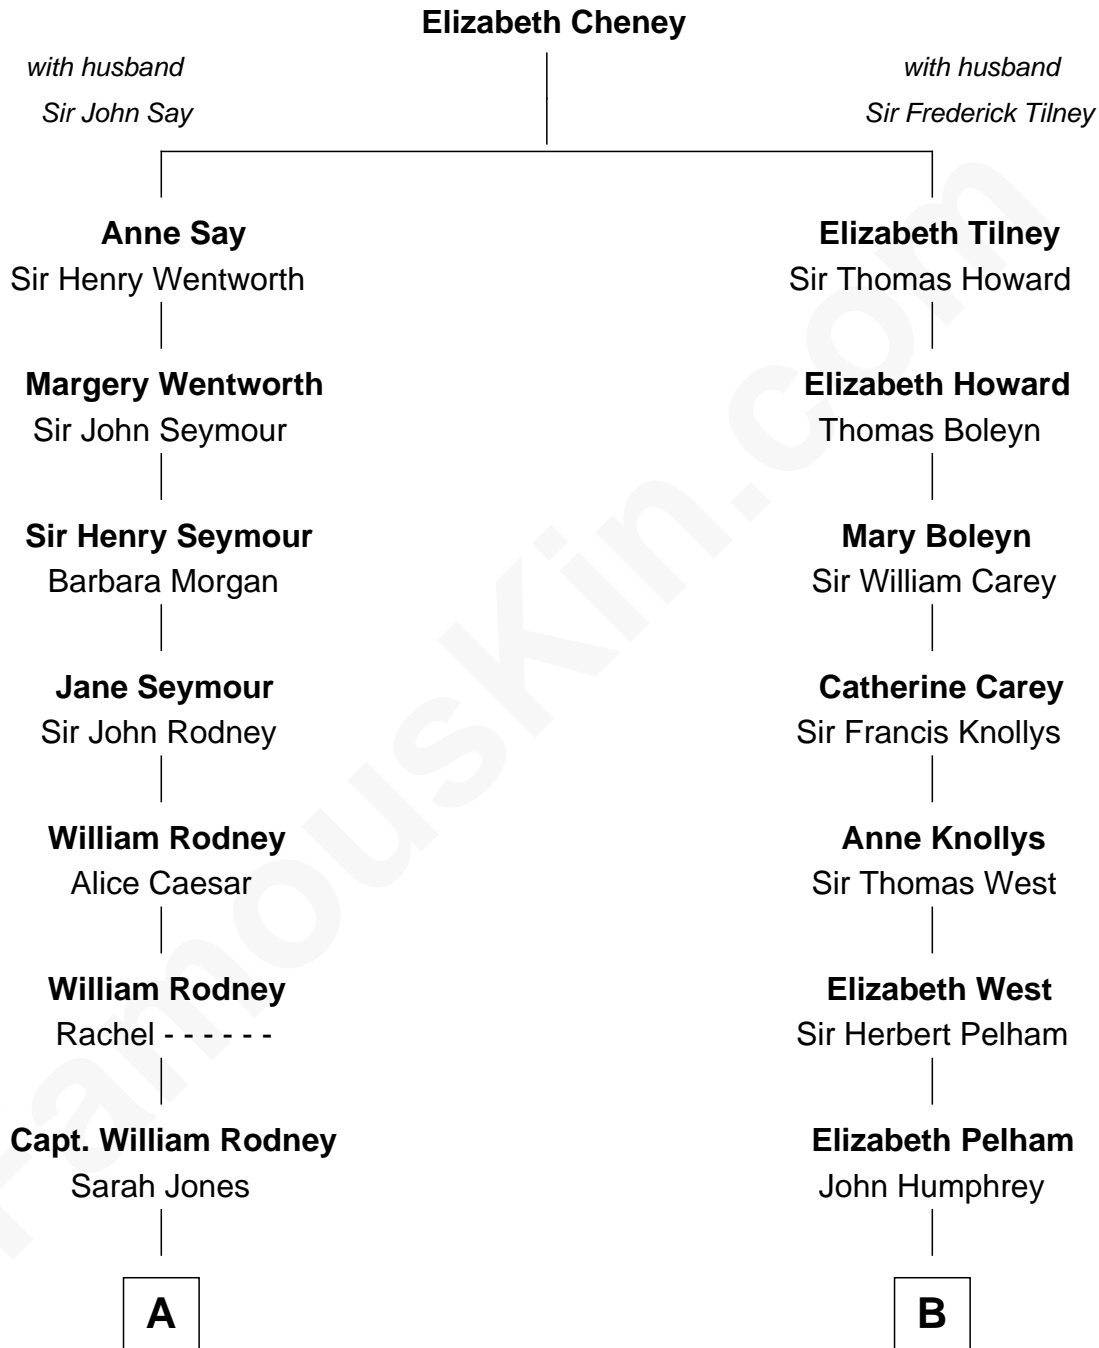 Elizabeth Cheney
with husband
Sir John Say
with husband
Sir Frederick Tilney
Anne Say
Sir Henry Wentworth
Elizabeth Tilney
Sir Thomas Howard
Margery Wentworth
Sir John Seymour
Elizabeth Howard
Thomas Boleyn
Sir Henry Seymour
Barbara Morgan
Mary Boleyn
Sir William Carey
Jane Seymour
Sir John Rodney
Catherine Carey
Sir Francis Knollys
William Rodney
Alice Caesar
Anne Knollys
Sir Thomas West
William Rodney
Rachel - - - - - -
Elizabeth West
Sir Herbert Pelham
Capt. William Rodney
Sarah Jones
Elizabeth Pelham
John Humphrey
A
B
FamousKin.com